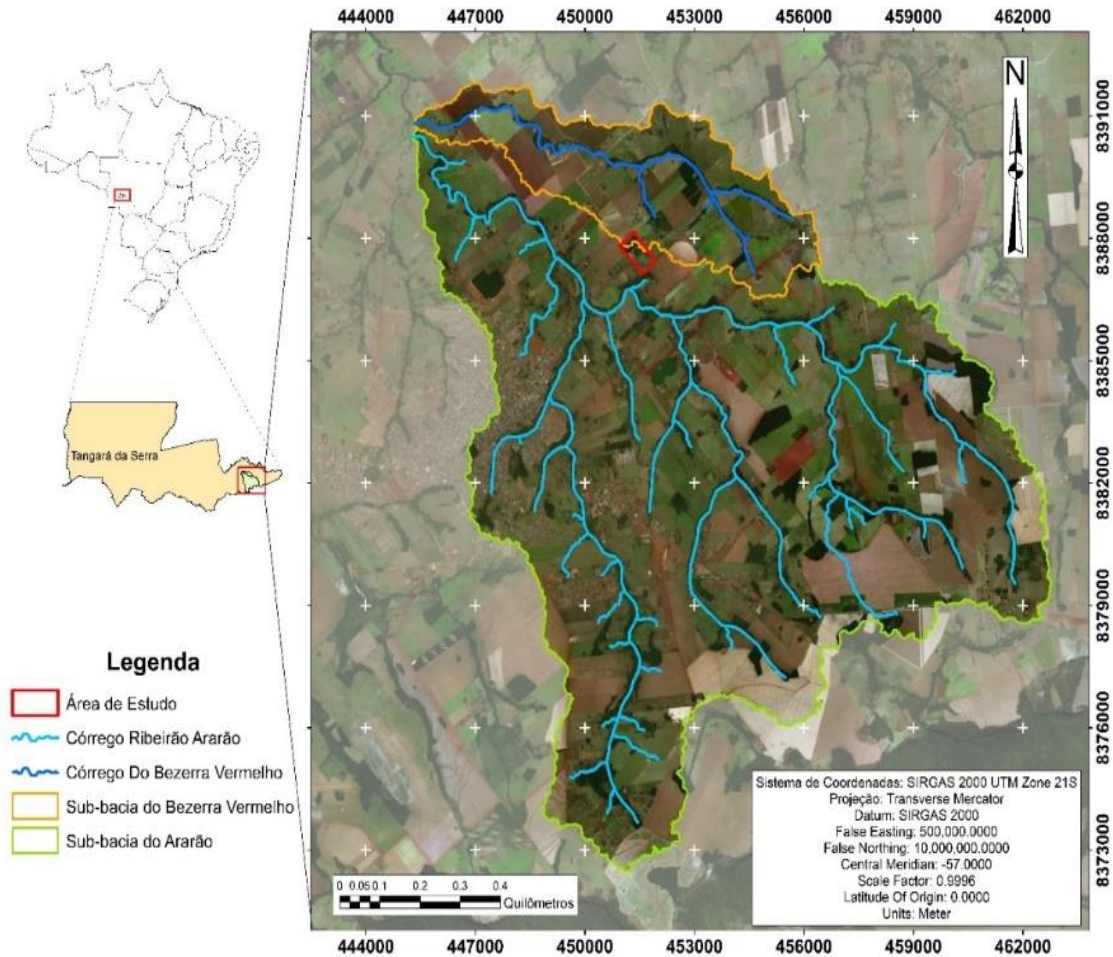 444000 447000 450000 453000 456000 459000 462000
N
8391000
8388000
8385000
8382000
8379000
8376000
8373000
Tangará da Serra
Legenda
Área de Estudo
Córrego Ribeirão Ararão
Córrego Do Bezerra Vermelho
Sub-bacia do Bezerra Vermelho
Sub-bacia do Ararão
0 0.05 0.1 0.2 0.3 0.4
Quilômetros
Sistema de Coordenadas: SIRGAS 2000 UTM Zone 21S
Projeção: Transverse Mercator
Datum: SIRGAS 2000
False Easting: 500,000.0000
False Northing: 10,000,000.0000
Central Meridian: -57.0000
Scale Factor: 0.9996
Latitude Of Origin: 0.0000
Units: Meter
444000 447000 450000 453000 456000 459000 462000